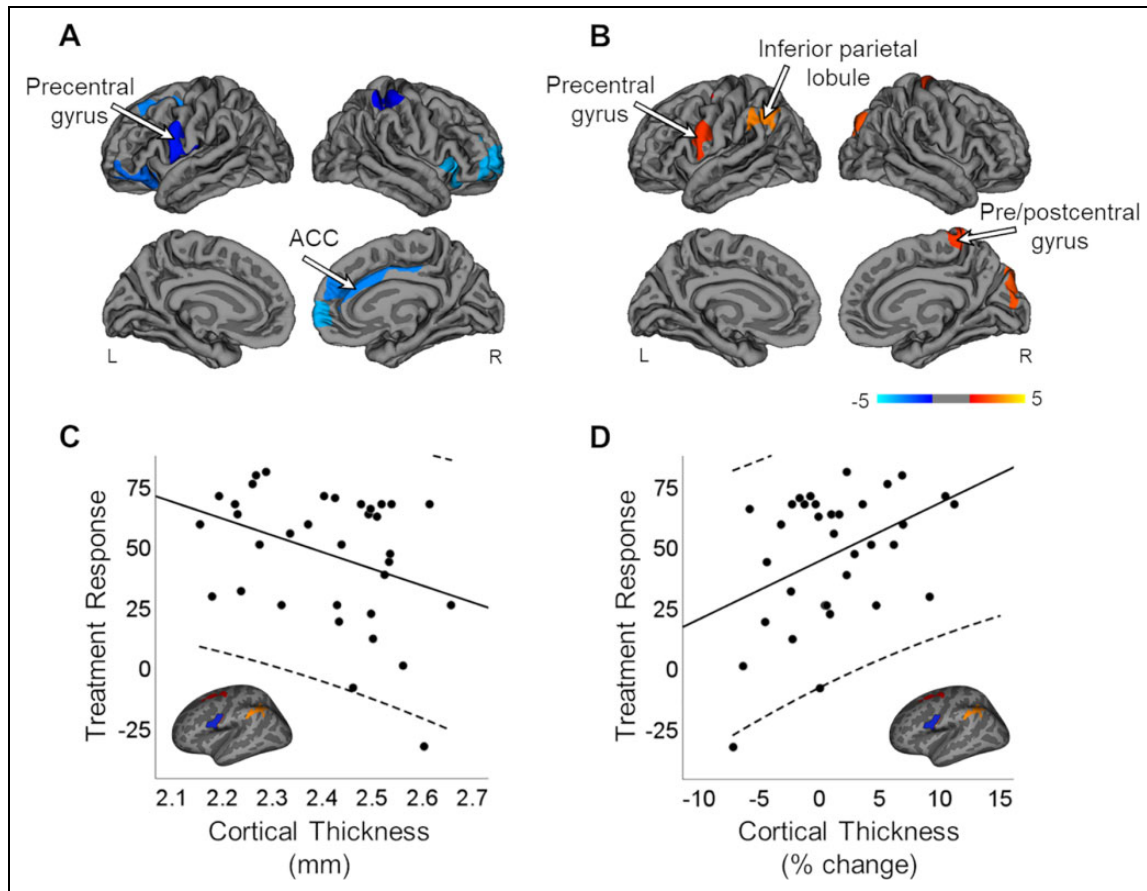 A
B
Precentral
gyrus
Inferior parietal
lobule
Precentral
gyrus
ACC
Pre/postcentral
gyrus
L
R
L
R
-5
5
C
D
Treatment Response
75
50
25
0
-25
2.1 2.2 2.3 2.4 2.5 2.6 2.7
Cortical Thickness
(mm)
Treatment Response
75
50
25
0
-25
-10 -5 0 5 10 15
Cortical Thickness
(% change)